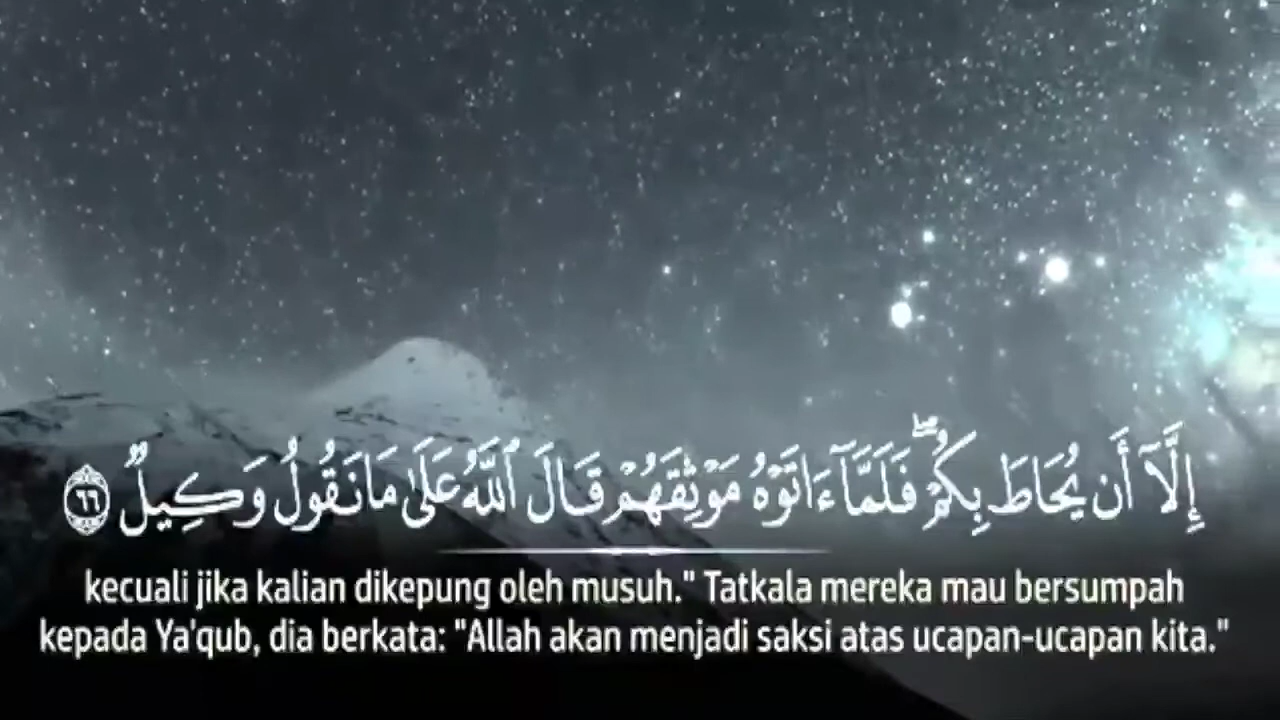 إِلَّآ أَن يُحَاطَ بِكُمْ ۖ فَلَمَّآ ءَاتَوْهُ مَوْثِقَهُمْ قَالَ ٱللَّهُ عَلَىٰ مَا نَقُولُ وَكِيلٌ ٦٦
kecuali jika kalian dikepung oleh musuh." Tatkala mereka mau bersumpah
kepada Ya'qub, dia berkata: "Allah akan menjadi saksi atas ucapan-ucapan kita."